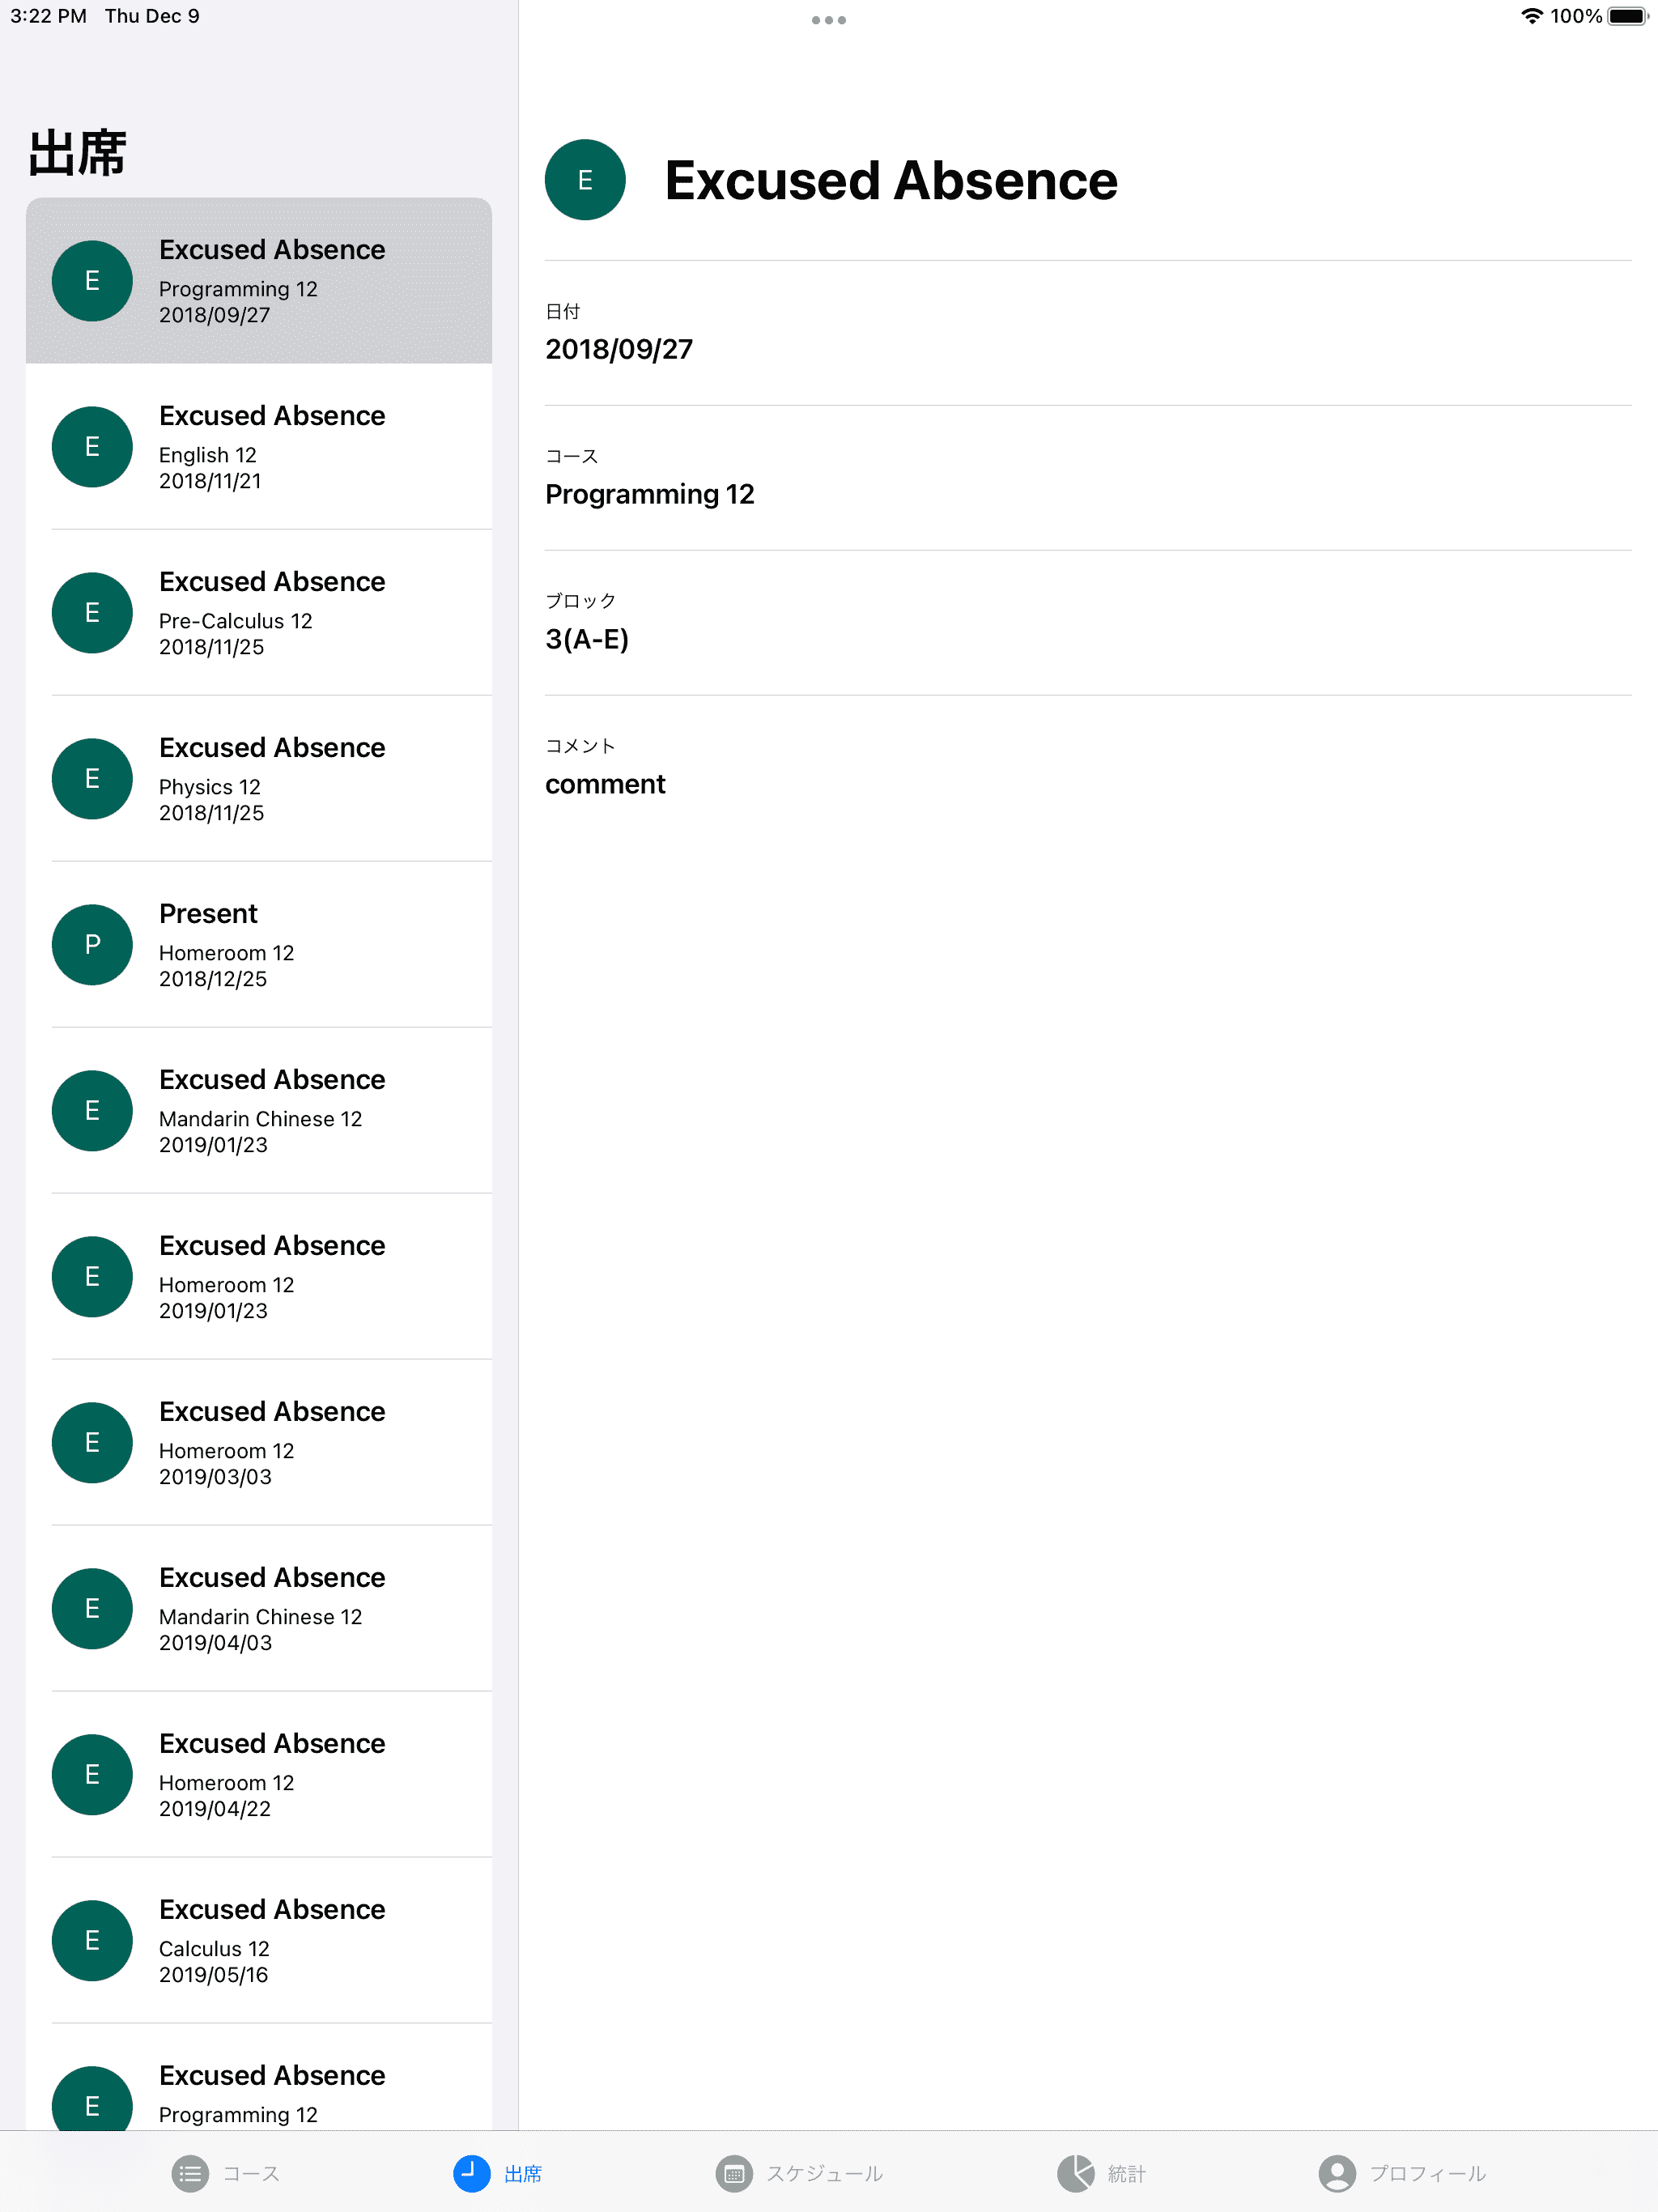 3:22 PM Thu Dec 9
100%
出席
E
Excused Absence
Programming 12
2018/09/27
E
Excused Absence
English 12
2018/11/21
E
Excused Absence
Pre-Calculus 12
2018/11/25
E
Excused Absence
Physics 12
2018/11/25
P
Present
Homeroom 12
2018/12/25
E
Excused Absence
Mandarin Chinese 12
2019/01/23
E
Excused Absence
Homeroom 12
2019/01/23
E
Excused Absence
Homeroom 12
2019/03/03
E
Excused Absence
Mandarin Chinese 12
2019/04/03
E
Excused Absence
Homeroom 12
2019/04/22
E
Excused Absence
Calculus 12
2019/05/16
E
Excused Absence
Programming 12
E
Excused Absence
日付
2018/09/27
コース
Programming 12
ブロック
3(A-E)
コメント
comment
コース
出席
スケジュール
統計
プロフィール